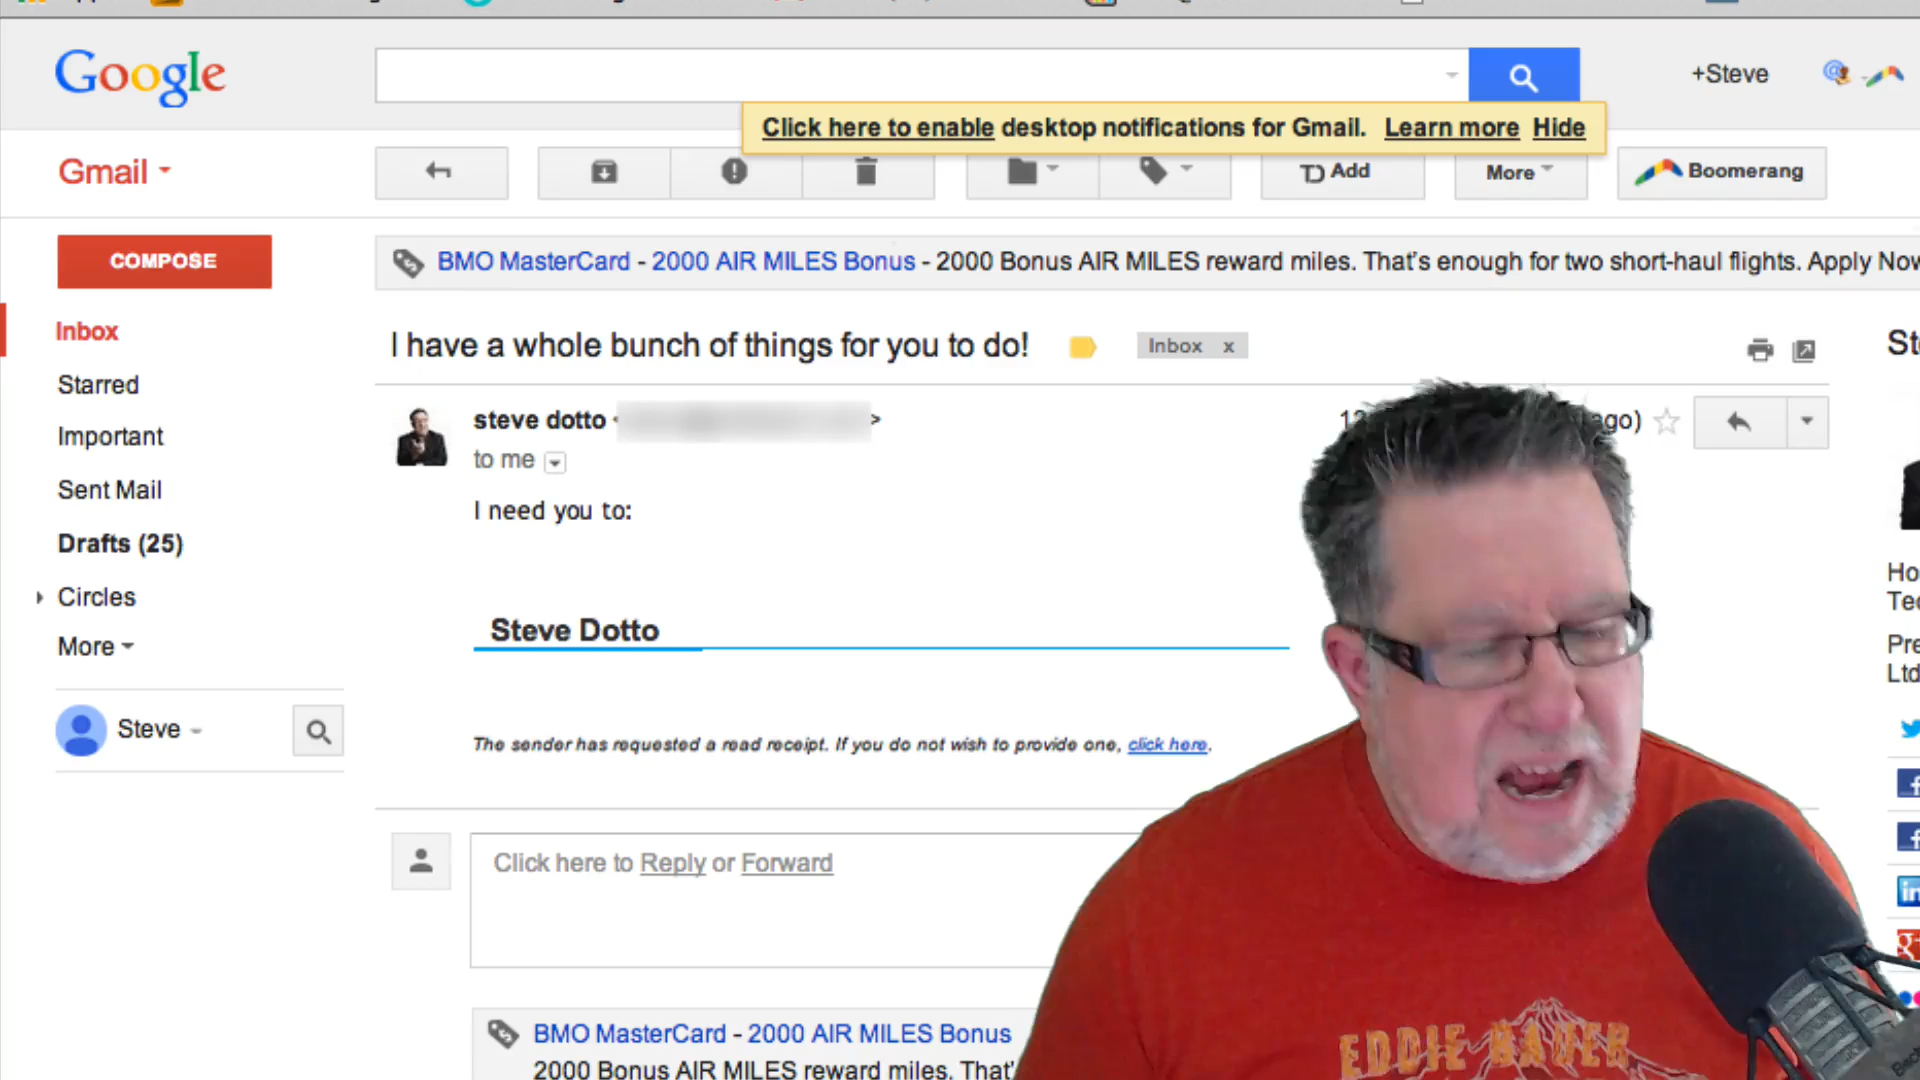 Google
+Steve
Click here to enable desktop notifications for Gmail. Learn more Hide
Gmail
Add
More
Boomerang
COMPOSE
BMO MasterCard - 2000 AIR MILES Bonus - 2000 Bonus AIR MILES reward miles. That's enough for two short-haul flights. Apply Now
Inbox
I have a whole bunch of things for you to do!
Inbox x
Starred
steve dotto < >
ago)
Important
to me
Sent Mail
I need you to:
Drafts (25)
Circles
Steve Dotto
More
Steve
The sender has requested a read receipt. If you do not wish to provide one, click here.
Click here to Reply or Forward
BMO MasterCard - 2000 AIR MILES Bonus
2000 Bonus AIR MILES reward miles. That'
EDDIE BAUER